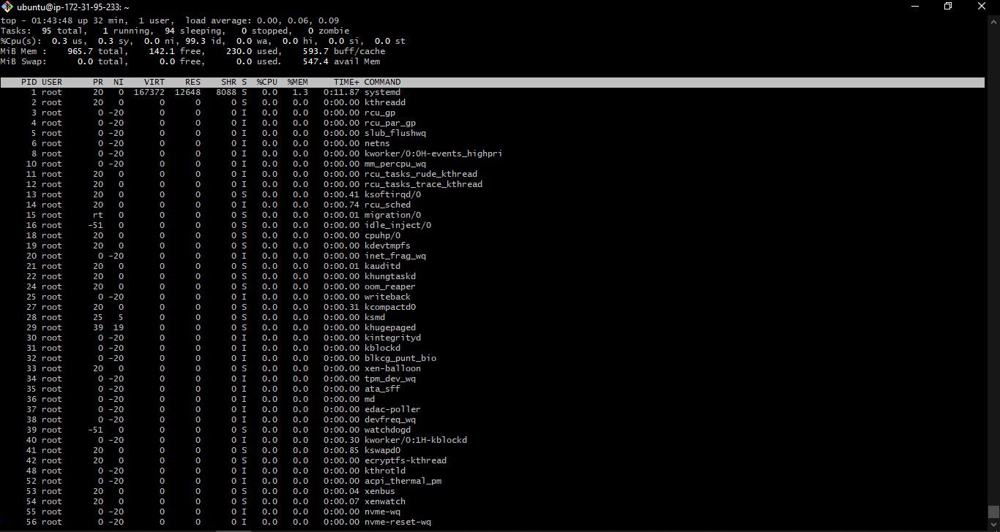 ubuntu@ip-172-31-95-233: ~
top - 01:43:48 up 32 min,  1 user,  load average: 0.00, 0.06, 0.09
Tasks:  95 total,   1 running,  94 sleeping,   0 stopped,   0 zombie
%Cpu(s):  0.3 us,  0.3 sy,  0.0 ni, 99.3 id,  0.0 wa,  0.0 hi,  0.0 si,  0.0 st
MiB Mem :    965.7 total,    142.1 free,    230.0 used,    593.7 buff/cache
MiB Swap:      0.0 total,      0.0 free,      0.0 used.    547.4 avail Mem
PID USER      PR  NI    VIRT    RES    SHR S  %CPU  %MEM     TIME+ COMMAND
1 root      20   0  167372  12648   8088 S   0.0   1.3   0:11.87 systemd
2 root      20   0       0      0      0 S   0.0   0.0   0:00.00 kthreadd
3 root       0 -20       0      0      0 I   0.0   0.0   0:00.00 rcu_gp
4 root       0 -20       0      0      0 I   0.0   0.0   0:00.00 rcu_par_gp
5 root       0 -20       0      0      0 I   0.0   0.0   0:00.00 slub_flushwq
6 root       0 -20       0      0      0 I   0.0   0.0   0:00.00 netns
8 root       0 -20       0      0      0 I   0.0   0.0   0:00.00 kworker/0:0H-events_highpri
10 root       0 -20       0      0      0 I   0.0   0.0   0:00.00 mm_percpu_wq
11 root      20   0       0      0      0 I   0.0   0.0   0:00.00 rcu_tasks_rude_kthread
12 root      20   0       0      0      0 I   0.0   0.0   0:00.00 rcu_tasks_trace_kthread
13 root      20   0       0      0      0 S   0.0   0.0   0:00.41 ksoftirqd/0
14 root      20   0       0      0      0 I   0.0   0.0   0:00.74 rcu_sched
15 root      rt   0       0      0      0 S   0.0   0.0   0:00.01 migration/0
16 root     -51   0       0      0      0 S   0.0   0.0   0:00.00 idle_inject/0
18 root      20   0       0      0      0 S   0.0   0.0   0:00.00 cpuhp/0
19 root      20   0       0      0      0 S   0.0   0.0   0:00.00 kdevtmpfs
20 root       0 -20       0      0      0 I   0.0   0.0   0:00.00 inet_frag_wq
21 root      20   0       0      0      0 S   0.0   0.0   0:00.01 kauditd
22 root      20   0       0      0      0 S   0.0   0.0   0:00.00 khungtaskd
24 root      20   0       0      0      0 S   0.0   0.0   0:00.00 oom_reaper
25 root       0 -20       0      0      0 I   0.0   0.0   0:00.00 writeback
27 root      20   0       0      0      0 S   0.0   0.0   0:00.31 kcompactd0
28 root      25   5       0      0      0 S   0.0   0.0   0:00.00 ksmd
29 root      39  19       0      0      0 S   0.0   0.0   0:00.00 khugepaged
30 root       0 -20       0      0      0 I   0.0   0.0   0:00.00 kintegrityd
31 root       0 -20       0      0      0 I   0.0   0.0   0:00.00 kblockd
32 root       0 -20       0      0      0 I   0.0   0.0   0:00.00 blkcg_punt_bio
33 root      20   0       0      0      0 S   0.0   0.0   0:00.00 xen-balloon
34 root       0 -20       0      0      0 I   0.0   0.0   0:00.00 tpm_dev_wq
35 root       0 -20       0      0      0 I   0.0   0.0   0:00.00 ata_sff
36 root       0 -20       0      0      0 I   0.0   0.0   0:00.00 md
37 root       0 -20       0      0      0 I   0.0   0.0   0:00.00 edac-poller
38 root       0 -20       0      0      0 I   0.0   0.0   0:00.00 devfreq_wq
39 root     -51   0       0      0      0 S   0.0   0.0   0:00.00 watchdogd
40 root       0 -20       0      0      0 I   0.0   0.0   0:00.30 kworker/0:1H-kblockd
41 root      20   0       0      0      0 S   0.0   0.0   0:00.85 kswapd0
42 root      20   0       0      0      0 S   0.0   0.0   0:00.00 ecryptfs-kthread
48 root       0 -20       0      0      0 I   0.0   0.0   0:00.00 kthrotld
52 root       0 -20       0      0      0 I   0.0   0.0   0:00.00 acpi_thermal_pm
53 root      20   0       0      0      0 S   0.0   0.0   0:00.04 xenbus
54 root      20   0       0      0      0 S   0.0   0.0   0:00.07 xenwatch
55 root       0 -20       0      0      0 I   0.0   0.0   0:00.00 nvme-wq
56 root       0 -20       0      0      0 I   0.0   0.0   0:00.00 nvme-reset-wq